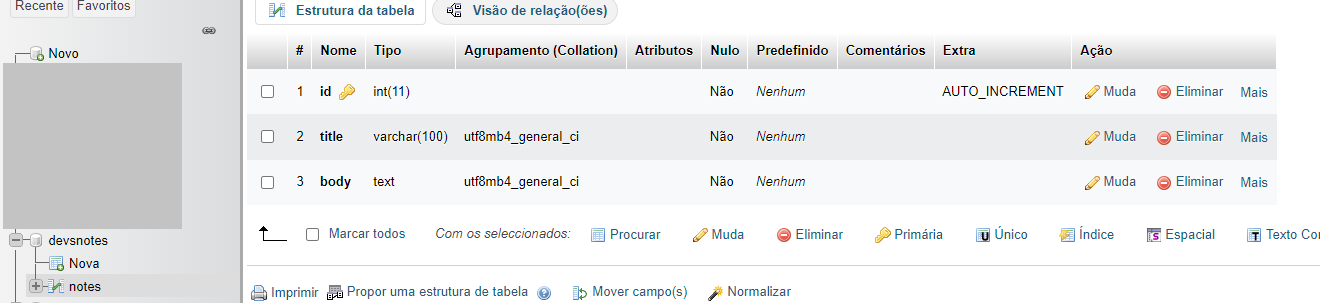 Recente Favoritos
Novo
devsnotes
Nova
notes
Estrutura da tabela Visão de relação(ões)
# Nome Tipo Agrupamento (Collation) Atributos Nulo Predefinido Comentários Extra Ação
1 id int(11) Não Nenhum AUTO_INCREMENT Muda Eliminar Mais
2 title varchar(100) utf8mb4_general_ci Não Nenhum Muda Eliminar Mais
3 body text utf8mb4_general_ci Não Nenhum Muda Eliminar Mais
Marcar todos Com os seleccionados: Procurar Muda Eliminar Primária Único Índice Espacial Texto Co
Imprimir Propor uma estrutura de tabela Mover campo(s) Normalizar